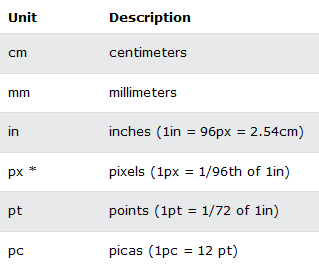 Unit Description
cm centimeters
mm millimeters
in inches (1in = 96px = 2.54cm)
px * pixels (1px = 1/96th of 1in)
pt points (1pt = 1/72 of 1in)
pc picas (1pc = 12 pt)